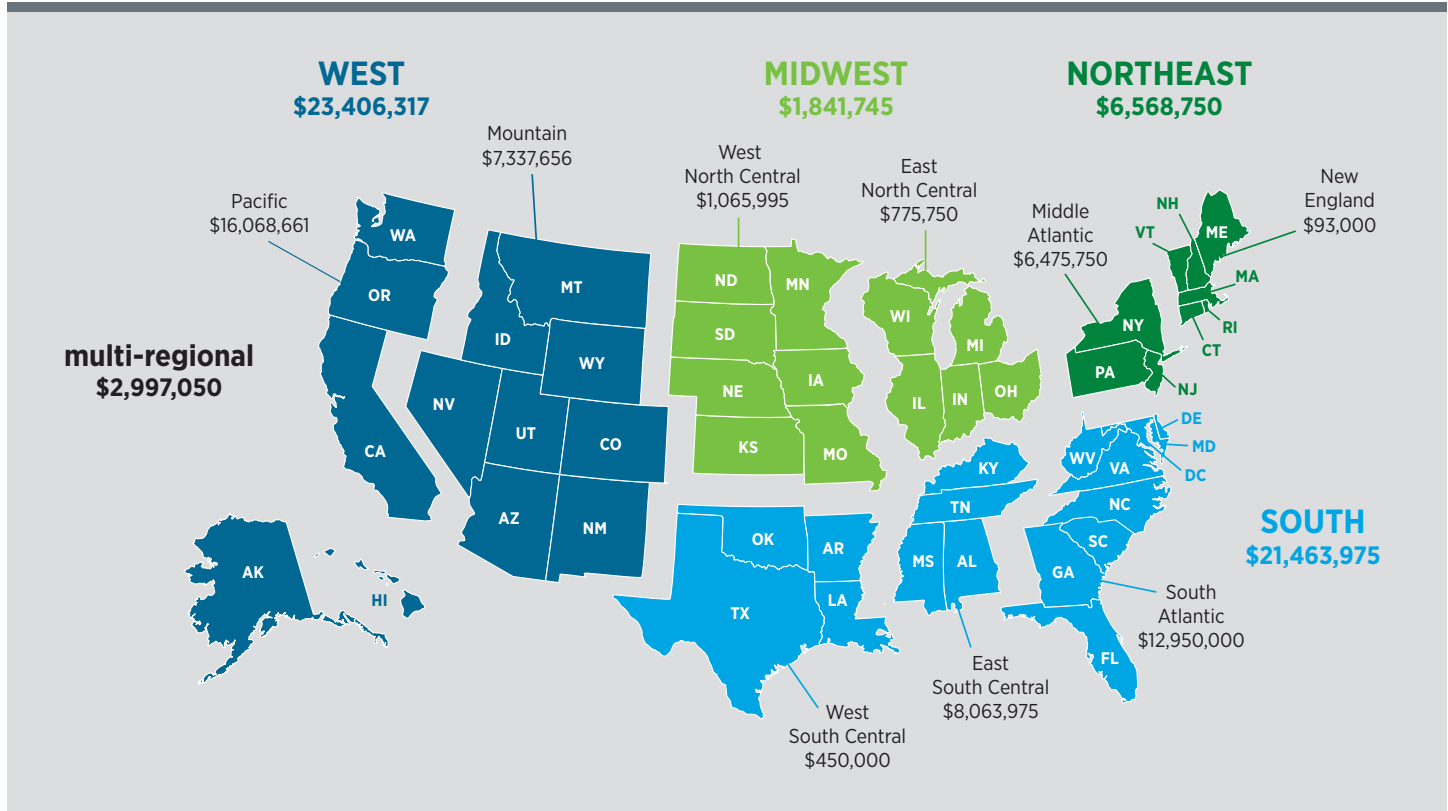 WEST
$23,406,317
MIDWEST
$1,841,745
NORTHEAST
$6,568,750
Mountain
$7,337,656
Pacific
$16,068,661
West
North Central
$1,065,995
East
North Central
$775,750
Middle
Atlantic
$6,475,750
New
England
$93,000
multi-regional
$2,997,050
WA
OR
CA
AK
HI
MT
ID
WY
NV
UT
CO
AZ
NM
ND
MN
SD
NE
IA
KS
MO
WI
MI
IL
IN
OH
NH
VT
ME
MA
RI
CT
NY
PA
NJ
DE
MD
DC
WV
VA
KY
TN
NC
SC
GA
FL
MS
AL
OK
AR
TX
LA
SOUTH
$21,463,975
South
Atlantic
$12,950,000
East
South Central
$8,063,975
West
South Central
$450,000